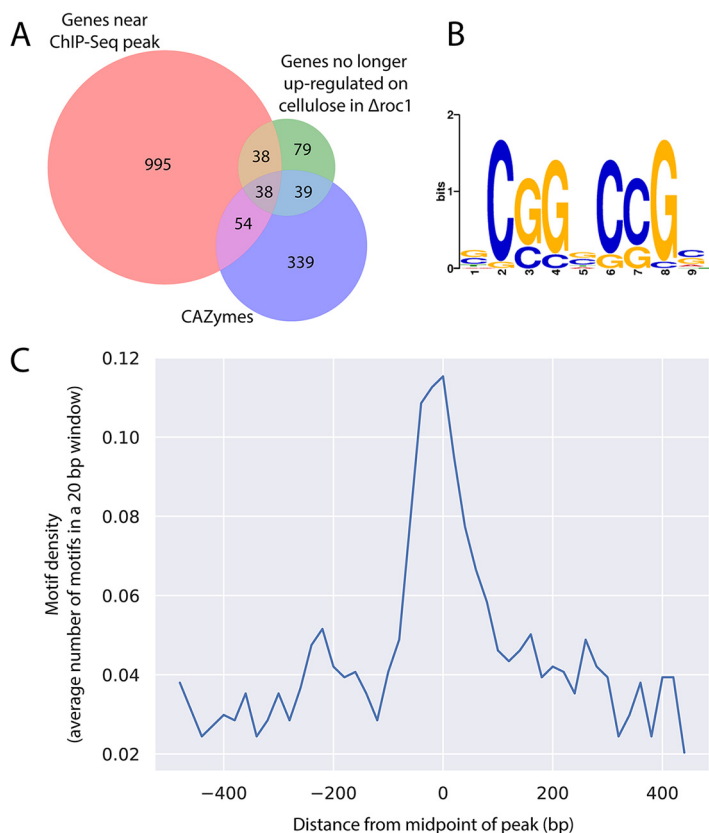 A
Genes near
ChIP-Seq peak
Genes no longer
up-regulated on
cellulose in Δroc1
995
38
79
38
39
54
339
CAZymes
B
2
bits
1
0
G C G G G C C G C
C G C C C G G C G
1 2 3 4 5 6 7 8 9
C
Motif density
(average number of motifs in a 20 bp window)
0.12
0.10
0.08
0.06
0.04
0.02
−400 −200 0 200 400
Distance from midpoint of peak (bp)